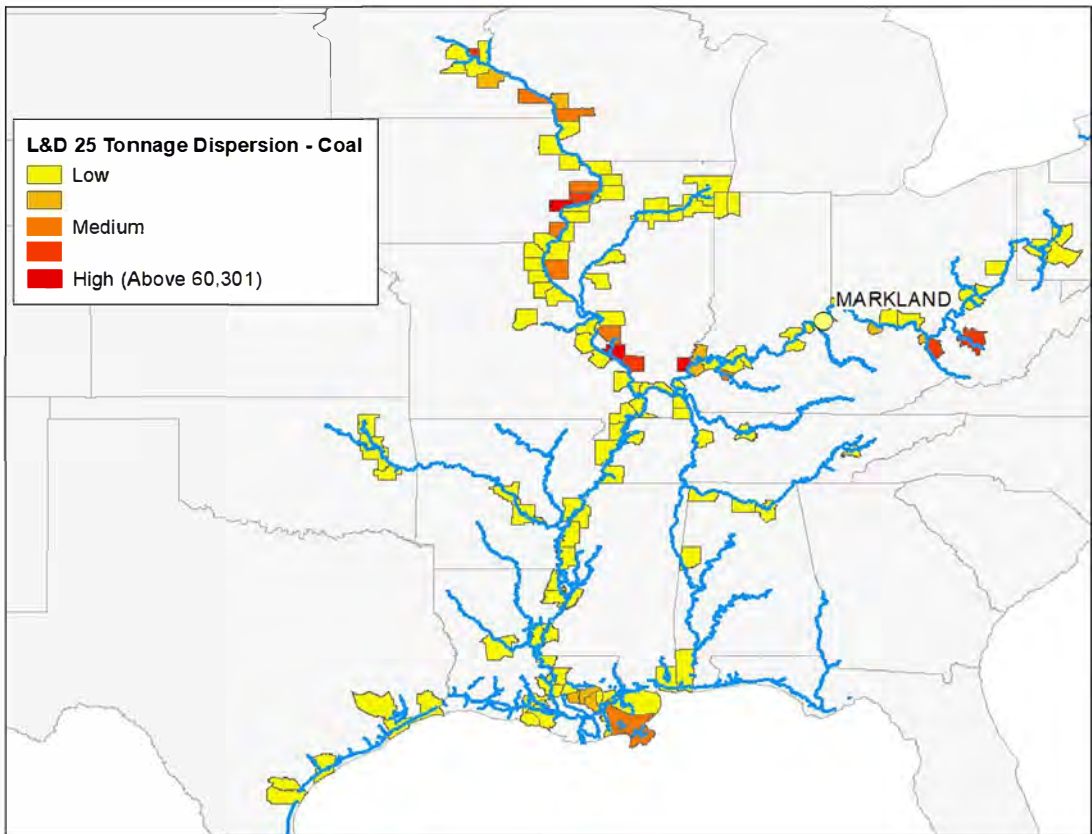 L&D 25 Tonnage Dispersion - Coal
Low
Medium
High (Above 60,301)
MARKLAND